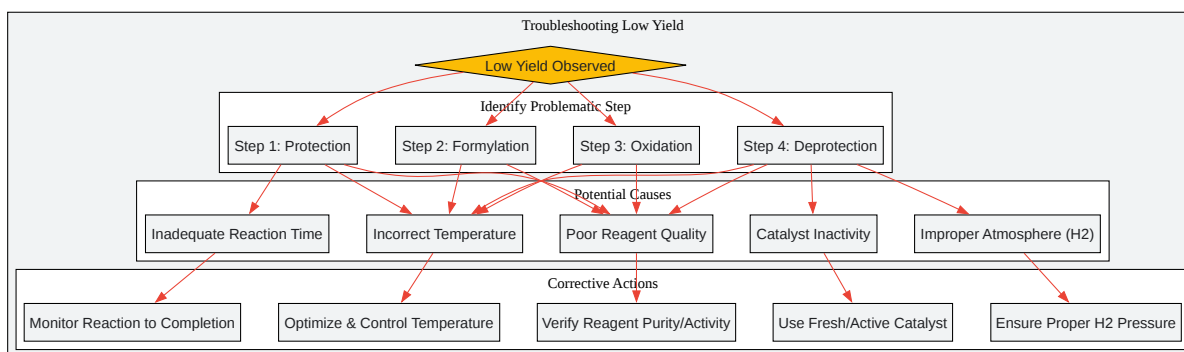 Troubleshooting Low Yield
Low Yield Observed
Identify Problematic Step
Step 1: Protection
Step 2: Formylation
Step 3: Oxidation
Step 4: Deprotection
Potential Causes
Inadequate Reaction Time
Incorrect Temperature
Poor Reagent Quality
Catalyst Inactivity
Improper Atmosphere (H2)
Corrective Actions
Monitor Reaction to Completion
Optimize & Control Temperature
Verify Reagent Purity/Activity
Use Fresh/Active Catalyst
Ensure Proper H2 Pressure